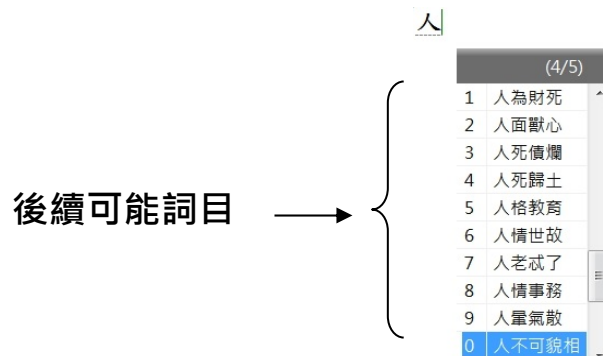 人
(4/5)
1 人為財死
2 人面獸心
3 人死債爛
4 人死歸土
5 人格教育
後續可能詞目
6 人情世故
7 人老忒了
8 人情事務
9 人暈氣散
0 人不可貌相